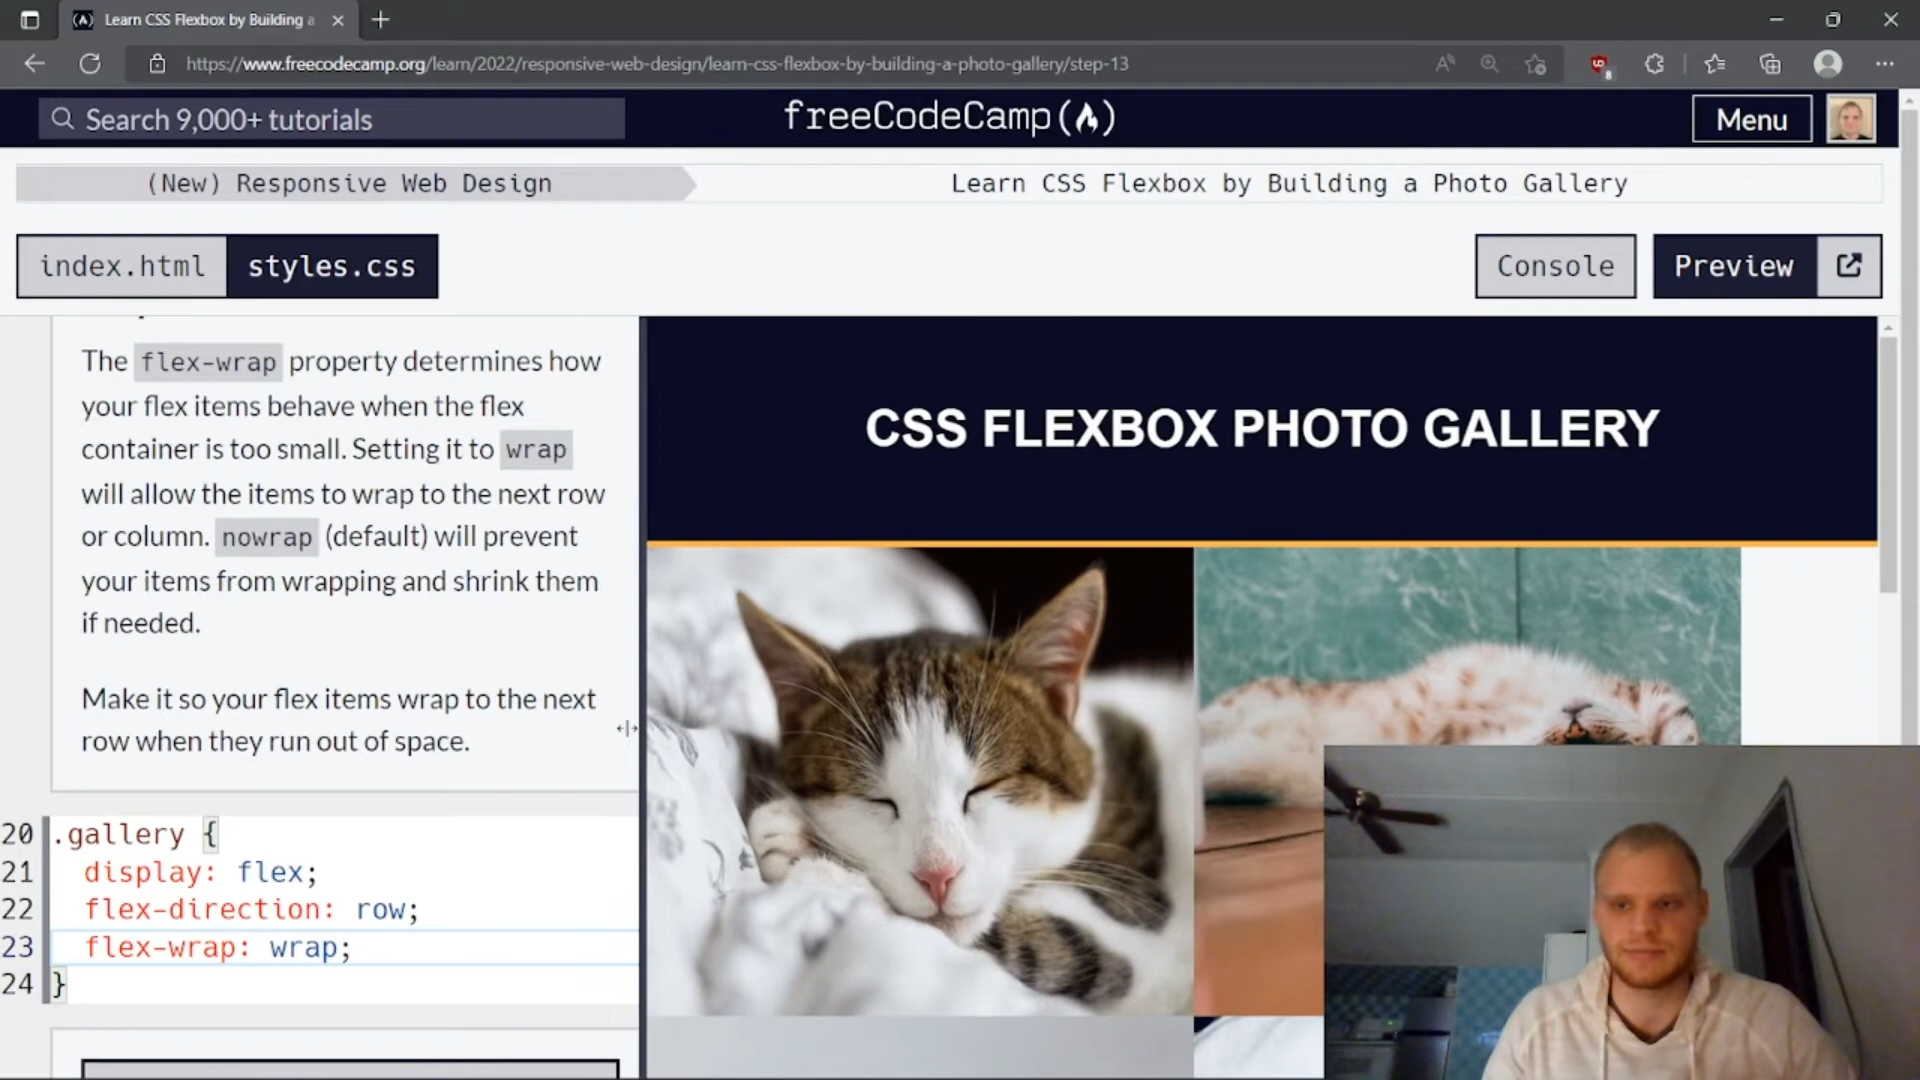 Learn CSS Flexbox by Building a
https://www.freecodecamp.org/learn/2022/responsive-web-design/learn-css-flexbox-by-building-a-photo-gallery/step-13
8
Search 9,000+ tutorials
freeCodeCamp
Menu
(New) Responsive Web Design
Learn CSS Flexbox by Building a Photo Gallery
index.html
styles.css
Console
Preview
The flex-wrap property determines how
your flex items behave when the flex
container is too small. Setting it to wrap
will allow the items to wrap to the next row
or column. nowrap (default) will prevent
your items from wrapping and shrink them
if needed.
Make it so your flex items wrap to the next
row when they run out of space.
20 .gallery {
21 display: flex;
22 flex-direction: row;
23 flex-wrap: wrap;
24 }
CSS FLEXBOX PHOTO GALLERY